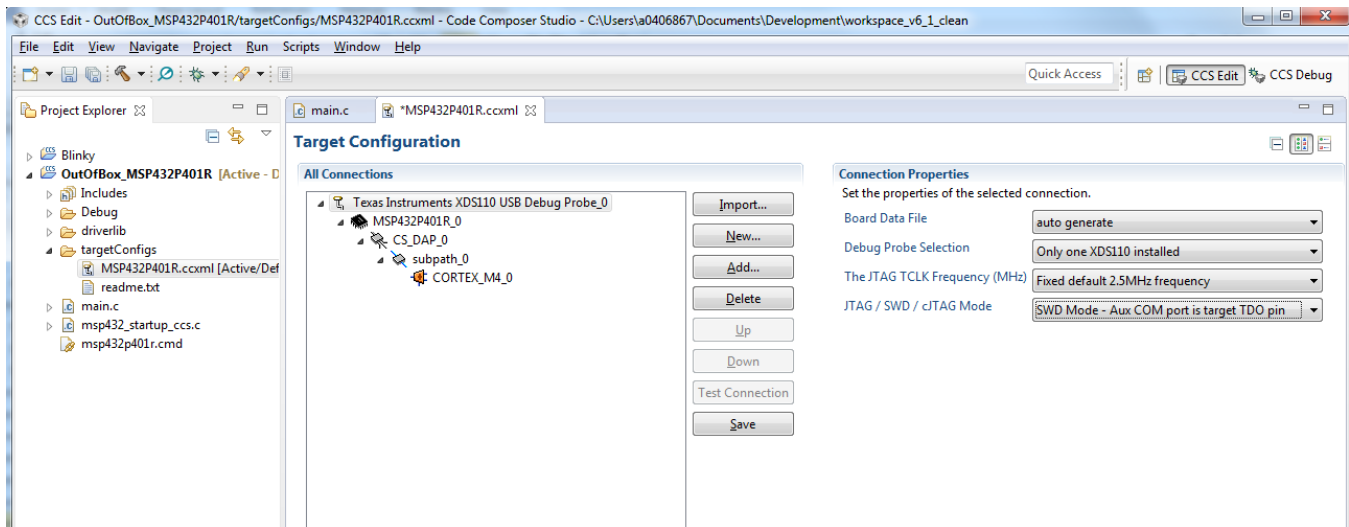 CCS Edit - OutOfBox_MSP432P401R/targetConfigs/MSP432P401R.ccxml - Code Composer Studio - C:\Users\a0406867\Documents\Development\workspace_v6_1_clean
File Edit View Navigate Project Run Scripts Window Help
Quick Access CCS Edit CCS Debug
Project Explorer
main.c *MSP432P401R.ccxml
Target Configuration
Blinky
OutOfBox_MSP432P401R [Active - D
Includes
Debug
driverlib
targetConfigs
MSP432P401R.ccxml [Active/Def
readme.txt
main.c
msp432_startup_ccs.c
msp432p401r.cmd
All Connections
Texas Instruments XDS110 USB Debug Probe_0
MSP432P401R_0
CS_DAP_0
subpath_0
CORTEX_M4_0
Import...
New...
Add...
Delete
Up
Down
Test Connection
Save
Connection Properties
Set the properties of the selected connection.
Board Data File auto generate
Debug Probe Selection Only one XDS110 installed
The JTAG TCLK Frequency (MHz) Fixed default 2.5MHz frequency
JTAG / SWD / cJTAG Mode SWD Mode - Aux COM port is target TDO pin